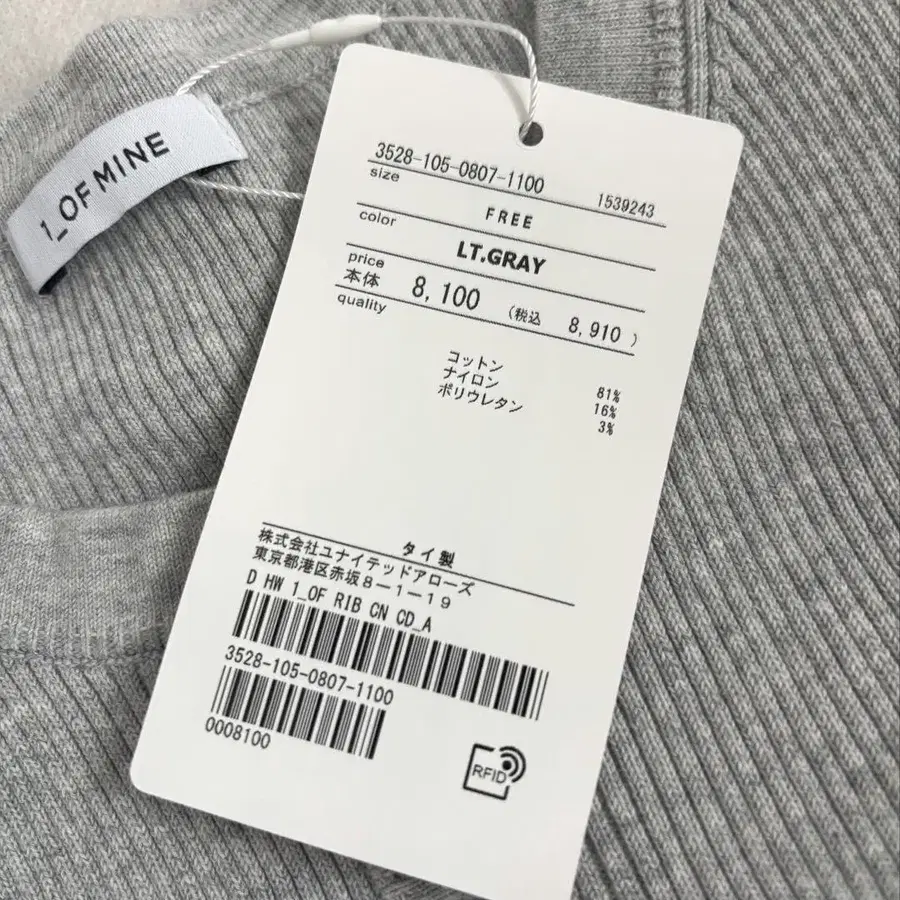 1_OF MINE
3528-105-0807-1100
1539243
size
FREE
color
LT.GRAY
price
本体 8,100 (税込 8,910 )
quality
コットン 81%
ナイロン 16%
ポリウレタン 3%
タイ製
株式会社ユナイテッドアローズ
東京都港区赤坂8-1-19
D HW 1_OF RIB CN CD_A
3528-105-0807-1100
0008100
RFID